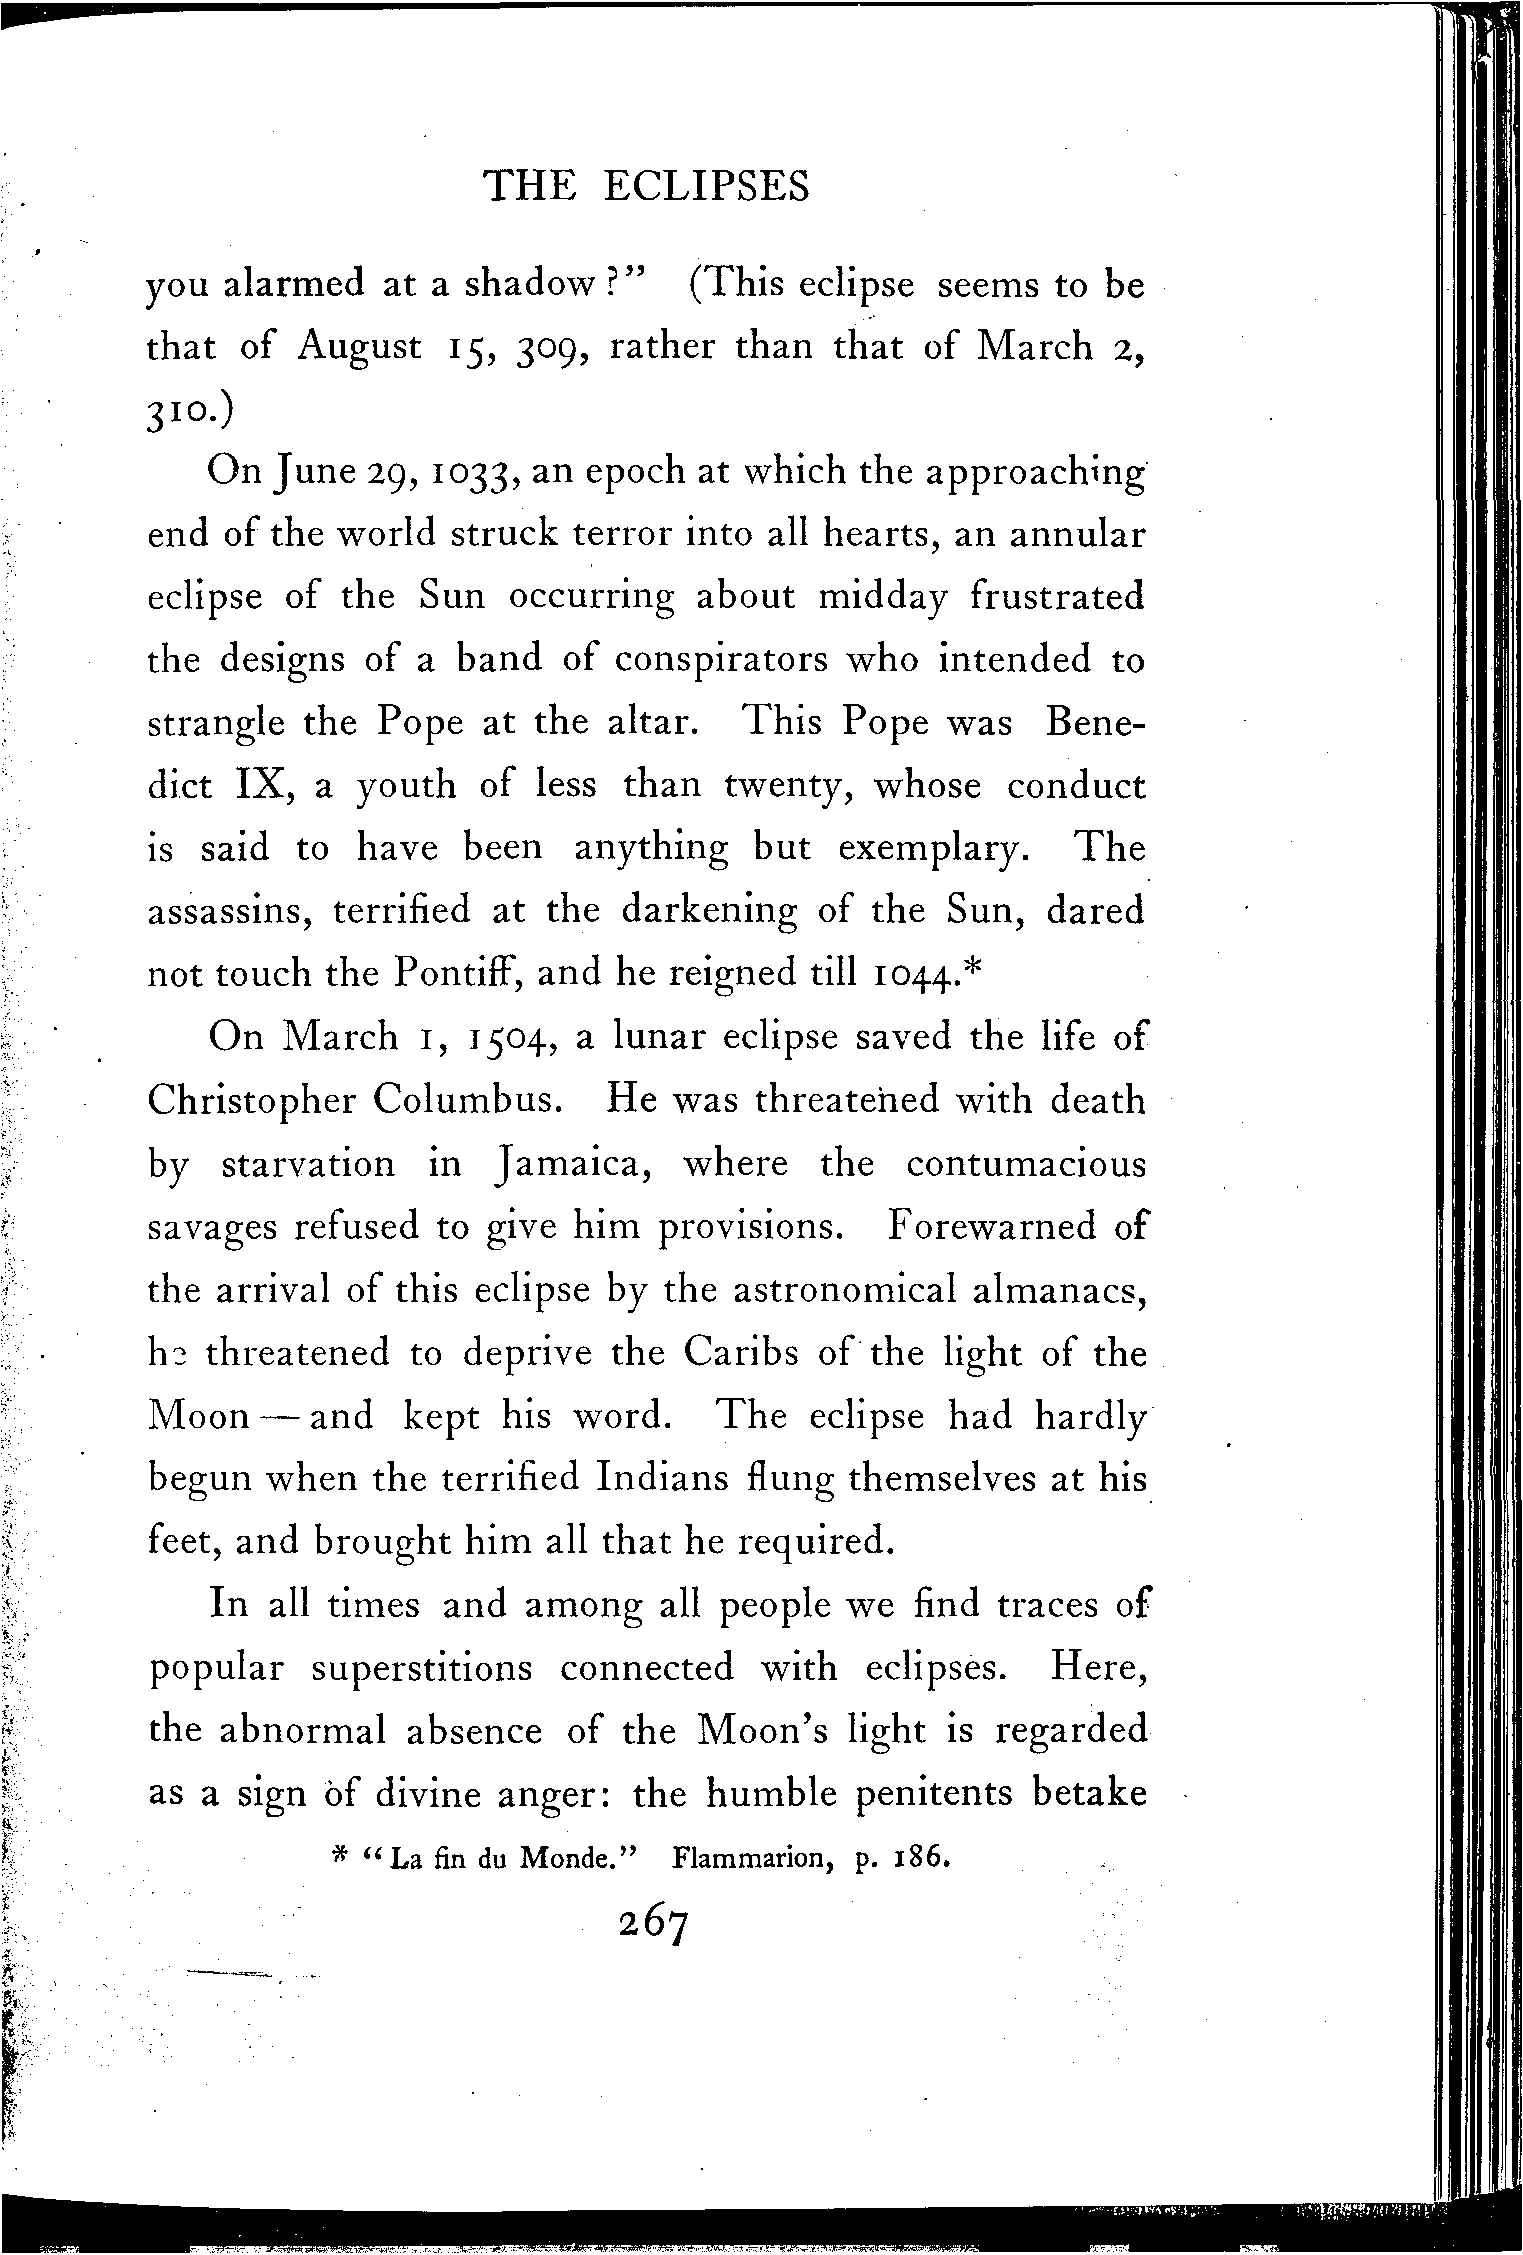 THE ECLIPSES
you alarmed at a shadow?" (This eclipse seems to be
that of August 15, 309, rather than that of March 2,
310.)
On June 29, 1033, an epoch at which the approaching
end of the world struck terror into all hearts, an annular
eclipse of the Sun occurring about midday frustrated
the designs of a band of conspirators who intended to
strangle the Pope at the altar. This Pope was Bene-
dict IX, a youth of less than twenty, whose conduct
is said to have been anything but exemplary. The
assassins, terrified at the darkening of the Sun, dared
not touch the Pontiff, and he reigned till 1044.*
On March 1, 1504, a lunar eclipse saved the life of
Christopher Columbus. He was threatened with death
by starvation in Jamaica, where the contumacious
savages refused to give him provisions. Forewarned of
the arrival of this eclipse by the astronomical almanacs,
he threatened to deprive the Caribs of the light of the
Moon — and kept his word. The eclipse had hardly
begun when the terrified Indians flung themselves at his
feet, and brought him all that he required.
In all times and among all people we find traces of
popular superstitions connected with eclipses. Here,
the abnormal absence of the Moon's light is regarded
as a sign of divine anger: the humble penitents betake
* "La fin du Monde." Flammarion, p. 186.
267